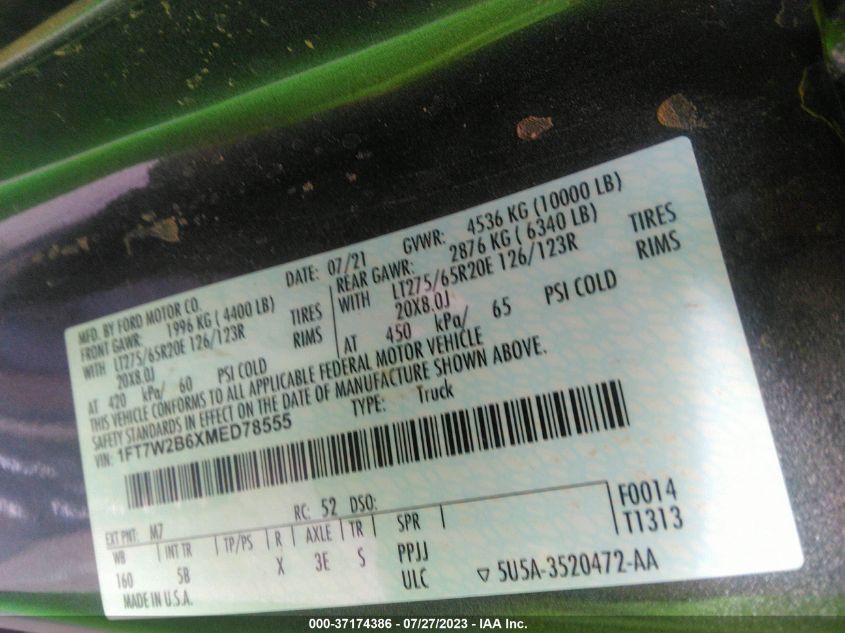 MFD. BY FORD MOTOR CO.
DATE: 07/21
GVWR: 4536 KG (10000 LB)
FRONT GAWR: 1996 KG ( 4400 LB)
REAR GAWR: 2876 KG ( 6340 LB)
WITH LT275/65R20E 126/123R TIRES
WITH LT275/65R20E 126/123R TIRES
20X8.0J RIMS
20X8.0J RIMS
AT 420 kPa/ 60 PSI COLD
AT 450 kPa/ 65 PSI COLD
THIS VEHICLE CONFORMS TO ALL APPLICABLE FEDERAL MOTOR VEHICLE
SAFETY STANDARDS IN EFFECT ON THE DATE OF MANUFACTURE SHOWN ABOVE.
VIN: 1FT7W2B6XMED78555
TYPE: Truck
F0014
T1313
EXT PNT: M7 RC: 52 DSO:
WB INT TR TP/PS R AXLE TR SPR
160 5B X 3E S PPJJ
MADE IN U.S.A. ULC ▽ 5U5A-3520472-AA
000-37174386 - 07/27/2023 - IAA Inc.